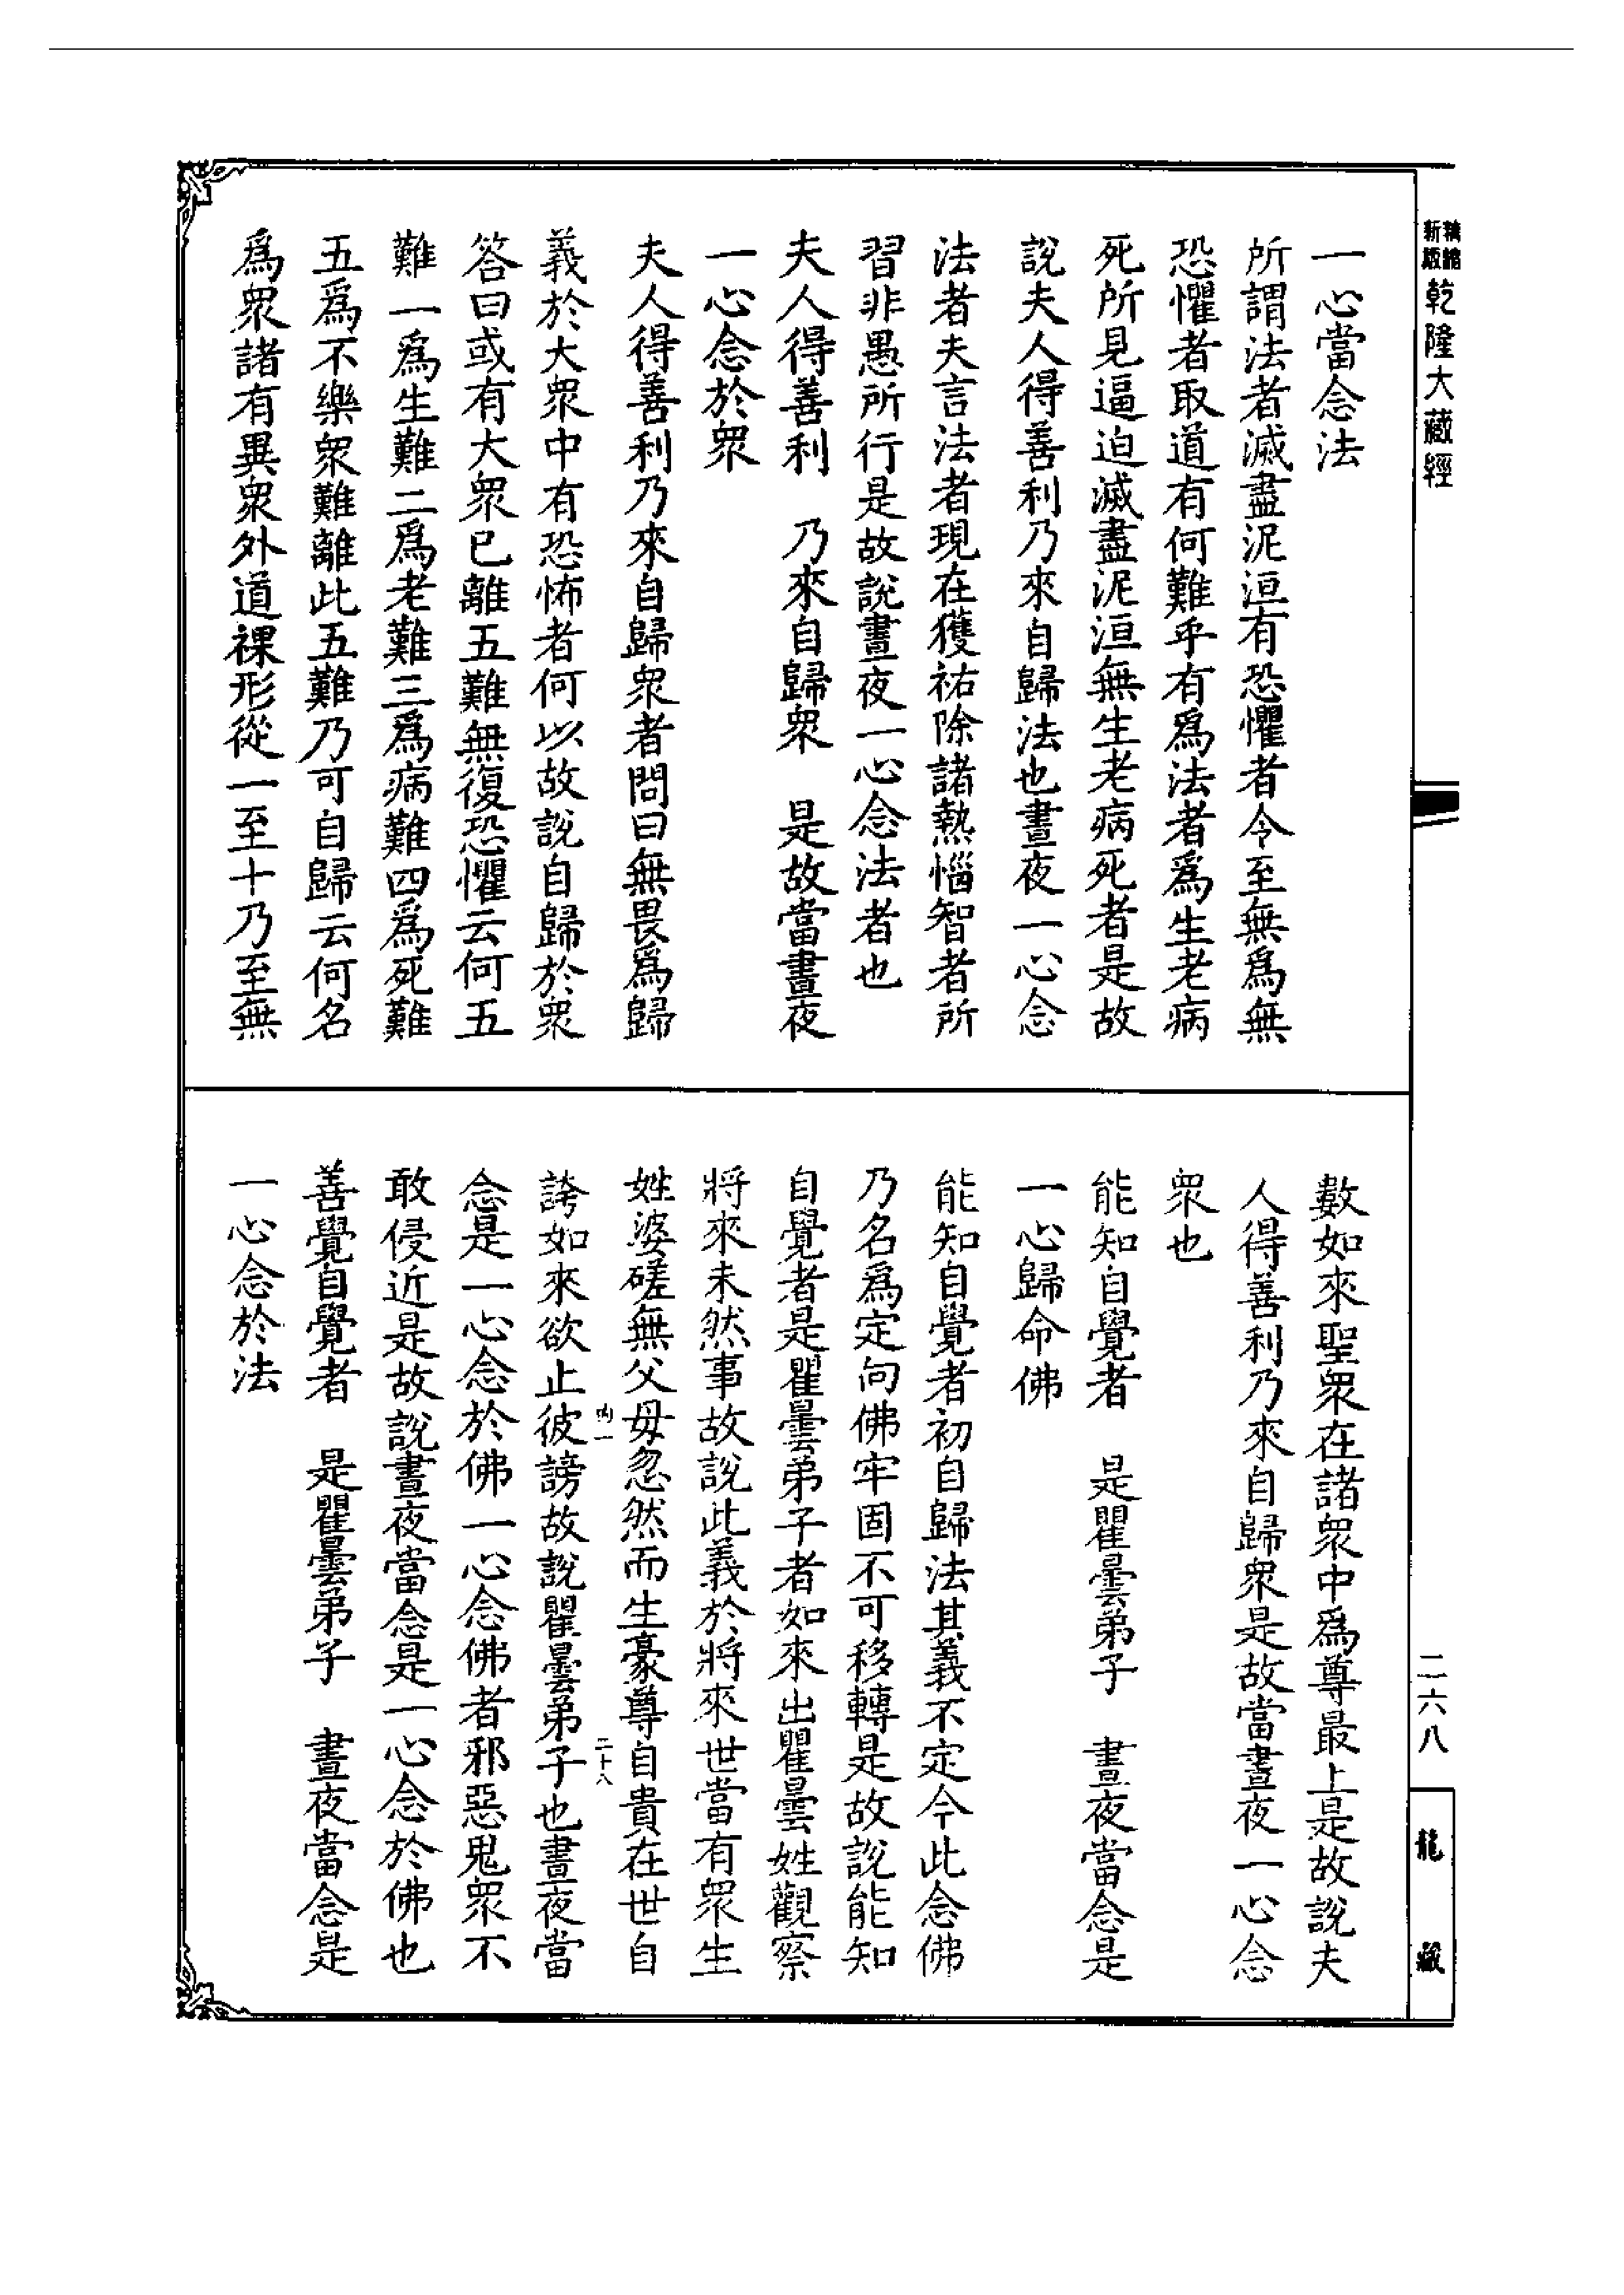 新版精縮乾隆大藏經
一心當念法
所謂法者滅盡泥洹有恐懼者令至無爲無
恐懼者取道有何難乎有爲法者爲生老病
死所見逼迫滅盡泥洹無生老病死者是故
說夫人得善利乃來自歸法也晝夜一心念
法者夫言法者現在獲祐除諸熱惱智者所
習非愚所行是故說晝夜一心念法者也
夫人得善利　乃來自歸衆　是故當晝夜
一心念於衆
夫人得善利乃來自歸衆者問曰無畏爲歸
義於大衆中有恐怖者何以故說自歸於衆
答曰或有大衆已離五難無復恐懼云何五
難一爲生難二爲老難三爲病難四爲死難
五爲不樂衆難離此五難乃可自歸云何名
爲衆諸有異衆外道裸形從一至十乃至無
數如來聖衆在諸衆中爲尊最上是故說夫
人得善利乃來自歸衆是故當晝夜一心念
衆也
能知自覺者　是瞿曇弟子　晝夜當念是
一心歸命佛
能知自覺者初自歸法其義不定今此念佛
乃名爲定向佛牢固不可移轉是故說能知
自覺者是瞿曇弟子者如來出瞿曇姓觀察
將來未然事故說此義於將來世當有衆生
姓婆磋無父母忽然而生豪尊自貴在世自
誇如來欲止彼謗故說瞿曇弟子也晝夜當
二十八
念是一心念於佛一心念佛者邪惡鬼衆不
敢侵近是故說晝夜當念是一心念於佛也
善覺自覺者　是瞿曇弟子　晝夜當念是
一心念於法
二六八
龍藏